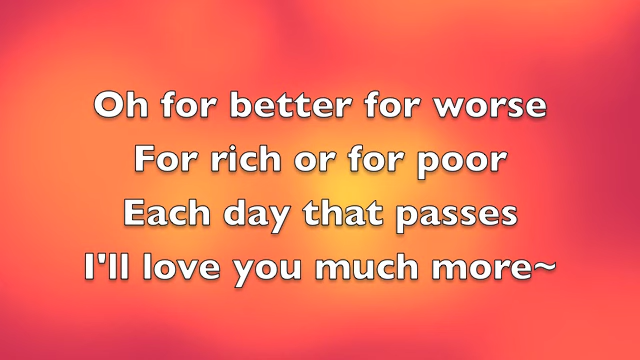 Oh for better for worse
For rich or for poor
Each day that passes
I'll love you much more~